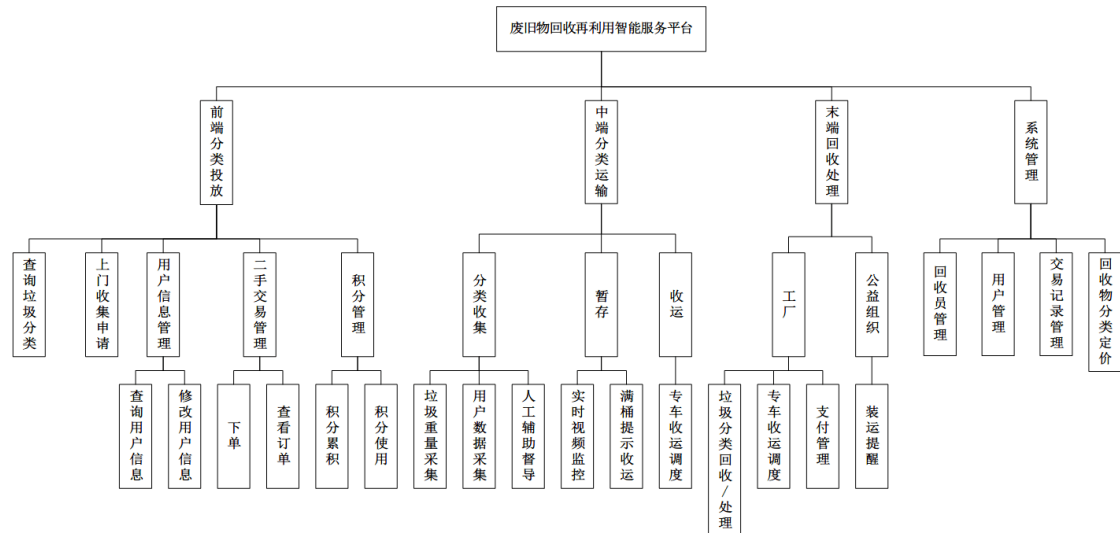 废旧物回收再利用智能服务平台
前端分类投放
中端分类运输
末端回收处理
系统管理
查询垃圾分类
上门收集申请
用户信息管理
二手交易管理
积分管理
分类收集
暂存
收运
工厂
公益组织
回收员管理
用户管理
交易记录管理
回收物分类定价
查询用户信息
修改用户信息
下单
查看订单
积分累积
积分使用
垃圾重量采集
用户数据采集
人工辅助督导
实时视频监控
满桶提示收运
专车收运调度
垃圾分类回收/处理
专车收运调度
支付管理
装运提醒